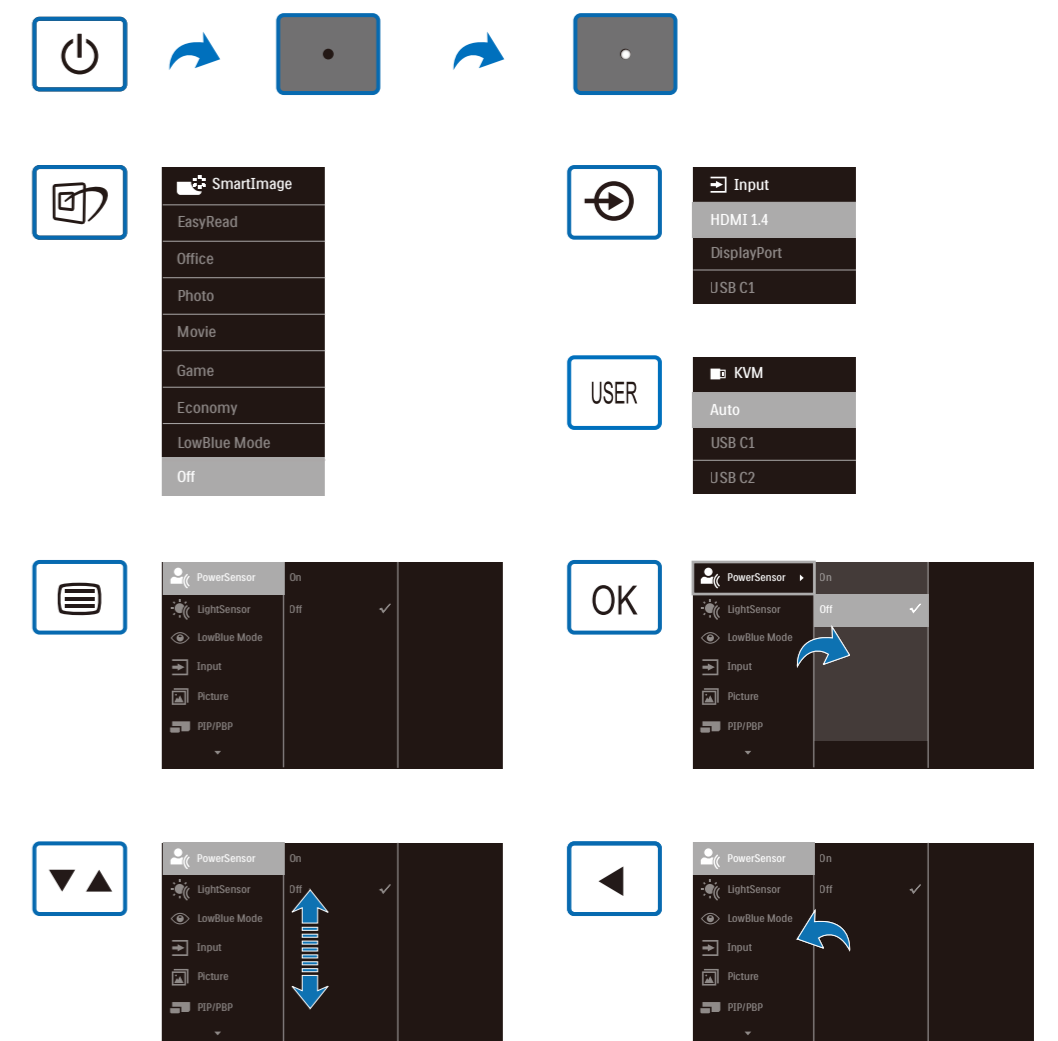 SmartImage
EasyRead
Office
Photo
Movie
Game
Economy
LowBlue Mode
Off
Input
HDMI 1.4
DisplayPort
USB C1
USER
KVM
Auto
USB C1
USB C2
PowerSensor On
LightSensor Off
LowBlue Mode
Input
Picture
PIP/PBP
OK
PowerSensor On
LightSensor Off
LowBlue Mode
Input
Picture
PIP/PBP
PowerSensor On
LightSensor Off
LowBlue Mode
Input
Picture
PIP/PBP
PowerSensor On
LightSensor Off
LowBlue Mode
Input
Picture
PIP/PBP